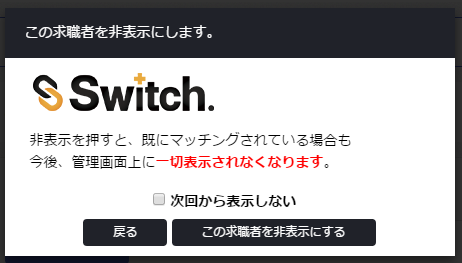 この求職者を非表示にします。
Switch.
非表示を押すと、既にマッチングされている場合も
今後、管理画面上に一切表示されなくなります。
次回から表示しない
戻る
この求職者を非表示にする